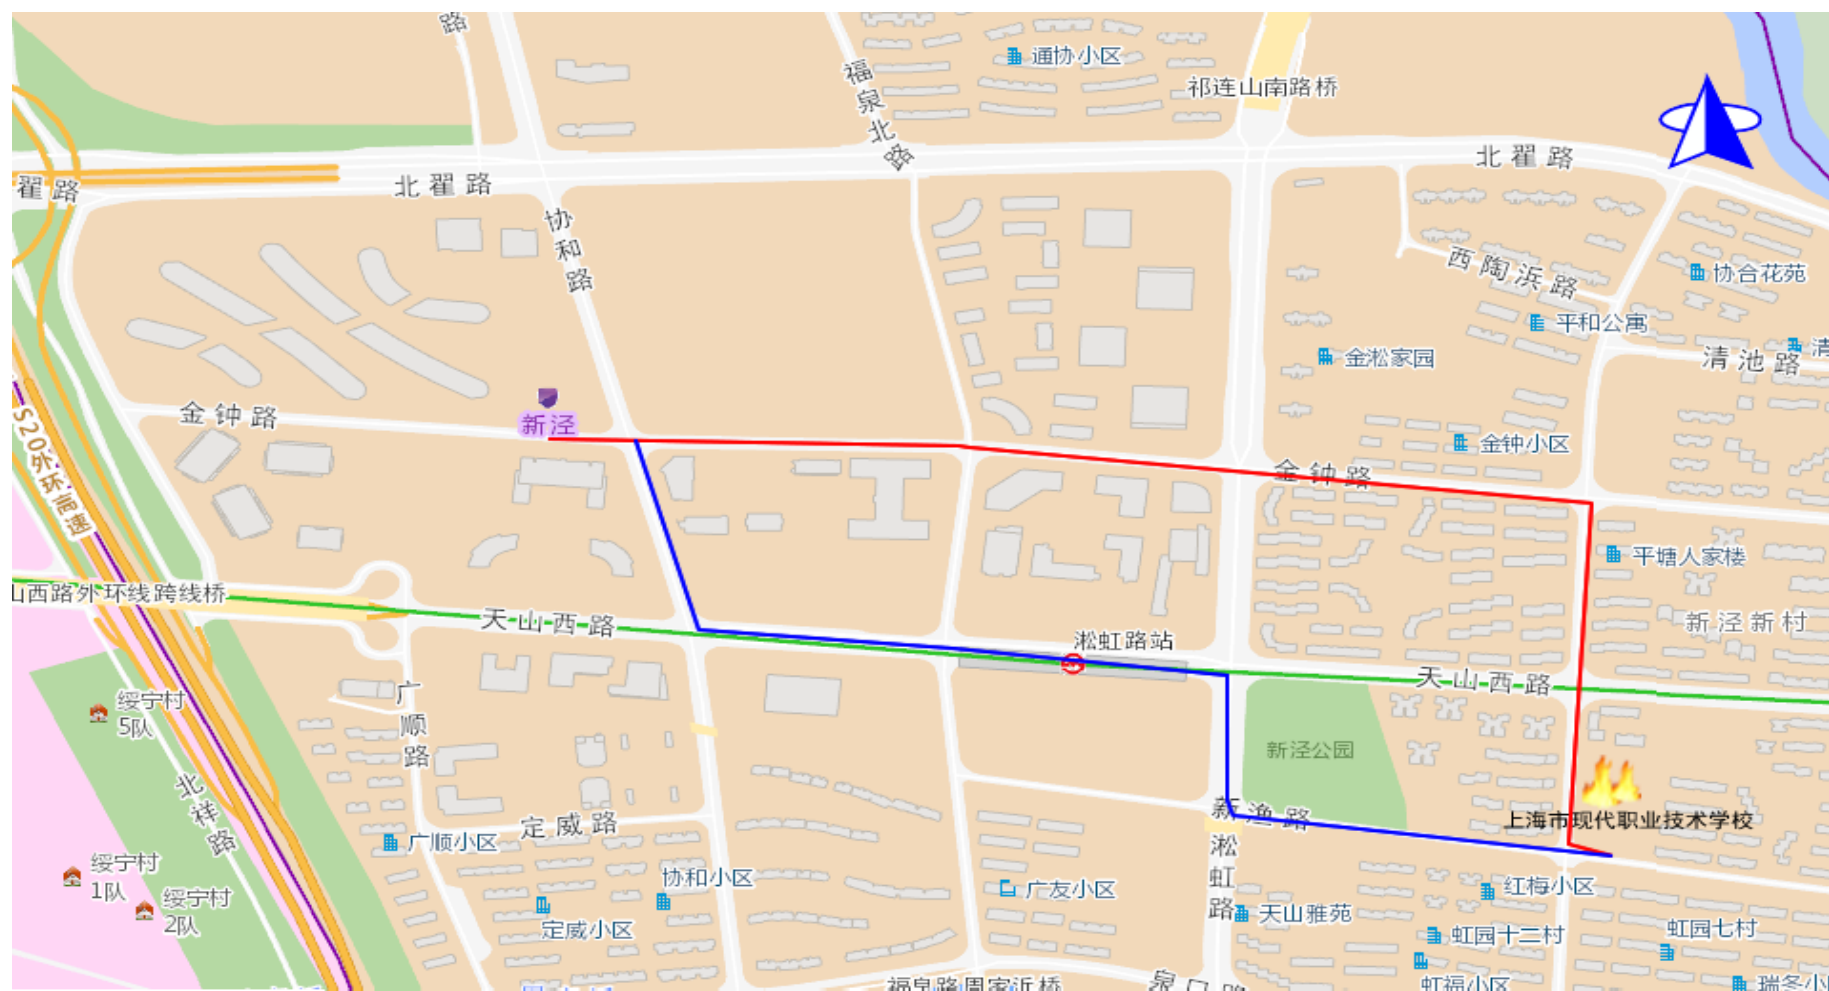 路
通协小区
福泉北路
祁连山南路桥
北翟路
翟路
北翟路
协和路
西陶浜路
协合花苑
平和公寓
金淞家园
清池路
清
金钟路
新泾
S20外环高速
金钟小区
金钟路
平塘人家楼
山西路外环线跨线桥
天山西路
淞虹路站
新泾新村
天山西路
绥宁村
5队
广顺路
新泾公园
北祥路
新渔路
上海市现代职业技术学校
定威路
广顺小区
淞虹路
绥宁村
1队
协和小区
广友小区
红梅小区
绥宁村
2队
定威小区
天山雅苑
虹园十二村
虹园七村
福泉路周家浜桥
虹福小区